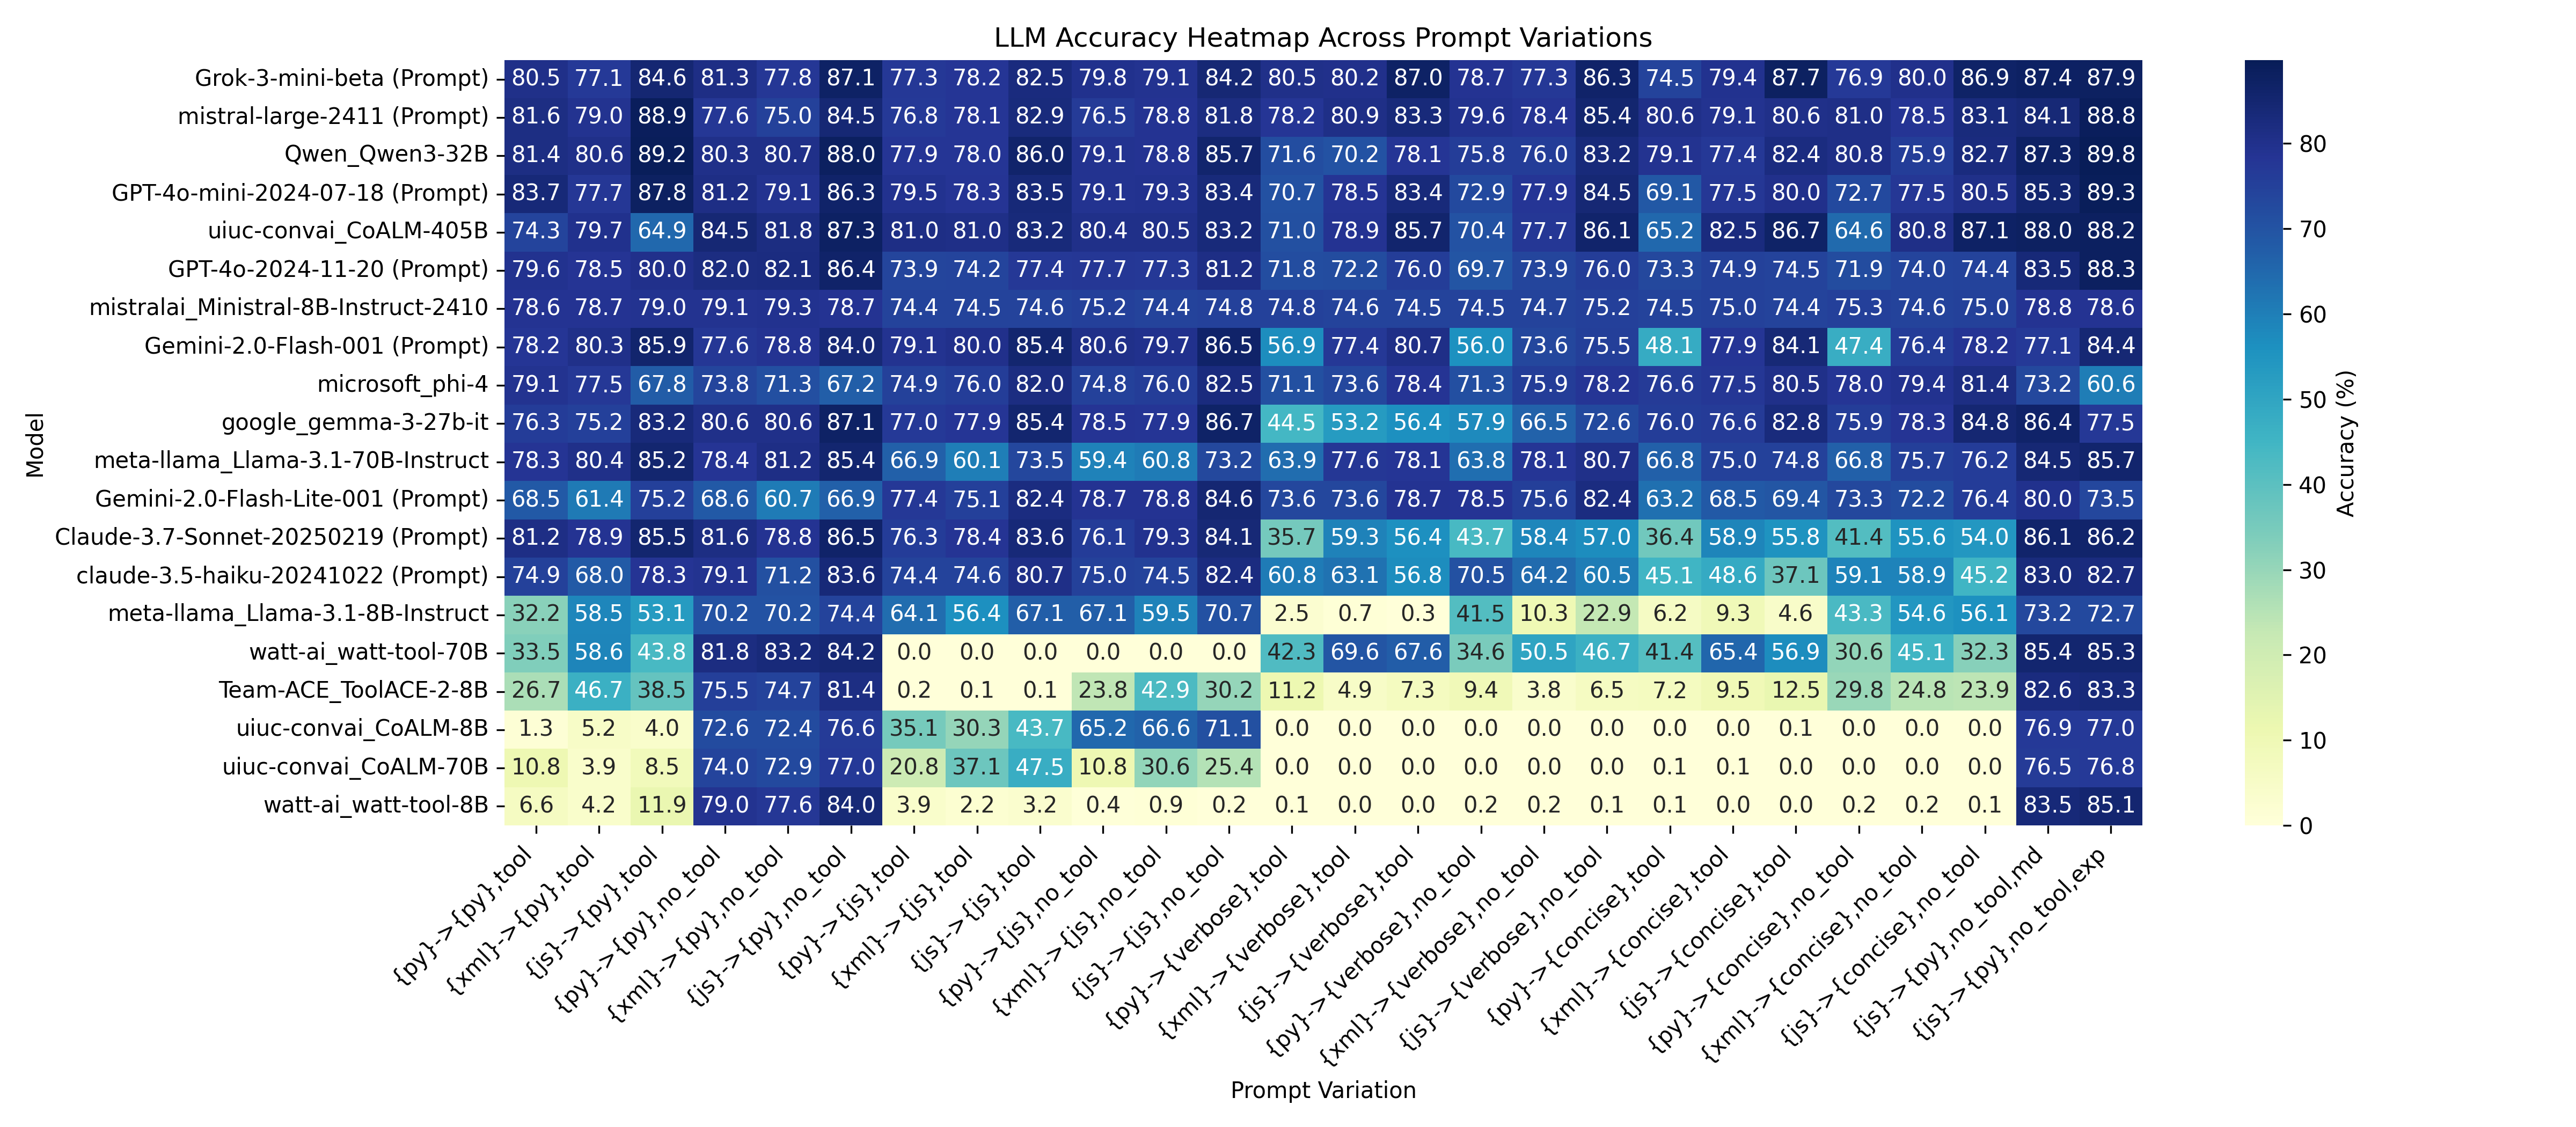 LLM Accuracy Heatmap Across Prompt Variations
Model
Grok-3-mini-beta (Prompt) 80.5 77.1 84.6 81.3 77.8 87.1 77.3 78.2 82.5 79.8 79.1 84.2 80.5 80.2 87.0 78.7 77.3 86.3 74.5 79.4 87.7 76.9 80.0 86.9 87.4 87.9
mistral-large-2411 (Prompt) 81.6 79.0 88.9 77.6 75.0 84.5 76.8 78.1 82.9 76.5 78.8 81.8 78.2 80.9 83.3 79.6 78.4 85.4 80.6 79.1 80.6 81.0 78.5 83.1 84.1 88.8
Qwen_Qwen3-32B 81.4 80.6 89.2 80.3 80.7 88.0 77.9 78.0 86.0 79.1 78.8 85.7 71.6 70.2 78.1 75.8 76.0 83.2 79.1 77.4 82.4 80.8 75.9 82.7 87.3 89.8
GPT-4o-mini-2024-07-18 (Prompt) 83.7 77.7 87.8 81.2 79.1 86.3 79.5 78.3 83.5 79.1 79.3 83.4 70.7 78.5 83.4 72.9 77.9 84.5 69.1 77.5 80.0 72.7 77.5 80.5 85.3 89.3
uiuc-convai_CoALM-405B 74.3 79.7 64.9 84.5 81.8 87.3 81.0 81.0 83.2 80.4 80.5 83.2 71.0 78.9 85.7 70.4 77.7 86.1 65.2 82.5 86.7 64.6 80.8 87.1 88.0 88.2
GPT-4o-2024-11-20 (Prompt) 79.6 78.5 80.0 82.0 82.1 86.4 73.9 74.2 77.4 77.7 77.3 81.2 71.8 72.2 76.0 69.7 73.9 76.0 73.3 74.9 74.5 71.9 74.0 74.4 83.5 88.3
mistralai_Ministral-8B-Instruct-2410 78.6 78.7 79.0 79.1 79.3 78.7 74.4 74.5 74.6 75.2 74.4 74.8 74.8 74.6 74.5 74.5 74.7 75.2 74.5 75.0 74.4 75.3 74.6 75.0 78.8 78.6
Gemini-2.0-Flash-001 (Prompt) 78.2 80.3 85.9 77.6 78.8 84.0 79.1 80.0 85.4 80.6 79.7 86.5 56.9 77.4 80.7 56.0 73.6 75.5 48.1 77.9 84.1 47.4 76.4 78.2 77.1 84.4
microsoft_phi-4 79.1 77.5 67.8 73.8 71.3 67.2 74.9 76.0 82.0 74.8 76.0 82.5 71.1 73.6 78.4 71.3 75.9 78.2 76.6 77.5 80.5 78.0 79.4 81.4 73.2 60.6
google_gemma-3-27b-it 76.3 75.2 83.2 80.6 80.6 87.1 77.0 77.9 85.4 78.5 77.9 86.7 44.5 53.2 56.4 57.9 66.5 72.6 76.0 76.6 82.8 75.9 78.3 84.8 86.4 77.5
meta-llama_Llama-3.1-70B-Instruct 78.3 80.4 85.2 78.4 81.2 85.4 66.9 60.1 73.5 59.4 60.8 73.2 63.9 77.6 78.1 63.8 78.1 80.7 66.8 75.0 74.8 66.8 75.7 76.2 84.5 85.7
Gemini-2.0-Flash-Lite-001 (Prompt) 68.5 61.4 75.2 68.6 60.7 66.9 77.4 75.1 82.4 78.7 78.8 84.6 73.6 73.6 78.7 78.5 75.6 82.4 63.2 68.5 69.4 73.3 72.2 76.4 80.0 73.5
Claude-3.7-Sonnet-20250219 (Prompt) 81.2 78.9 85.5 81.6 78.8 86.5 76.3 78.4 83.6 76.1 79.3 84.1 35.7 59.3 56.4 43.7 58.4 57.0 36.4 58.9 55.8 41.4 55.6 54.0 86.1 86.2
claude-3.5-haiku-20241022 (Prompt) 74.9 68.0 78.3 79.1 71.2 83.6 74.4 74.6 80.7 75.0 74.5 82.4 60.8 63.1 56.8 70.5 64.2 60.5 45.1 48.6 37.1 59.1 58.9 45.2 83.0 82.7
meta-llama_Llama-3.1-8B-Instruct 32.2 58.5 53.1 70.2 70.2 74.4 64.1 56.4 67.1 67.1 59.5 70.7 2.5 0.7 0.3 41.5 10.3 22.9 6.2 9.3 4.6 43.3 54.6 56.1 73.2 72.7
watt-ai_watt-tool-70B 33.5 58.6 43.8 81.8 83.2 84.2 0.0 0.0 0.0 0.0 0.0 0.0 42.3 69.6 67.6 34.6 50.5 46.7 41.4 65.4 56.9 30.6 45.1 32.3 85.4 85.3
Team-ACE_ToolACE-2-8B 26.7 46.7 38.5 75.5 74.7 81.4 0.2 0.1 0.1 23.8 42.9 30.2 11.2 4.9 7.3 9.4 3.8 6.5 7.2 9.5 12.5 29.8 24.8 23.9 82.6 83.3
uiuc-convai_CoALM-8B 1.3 5.2 4.0 72.6 72.4 76.6 35.1 30.3 43.7 65.2 66.6 71.1 0.0 0.0 0.0 0.0 0.0 0.0 0.0 0.0 0.1 0.0 0.0 0.0 76.9 77.0
uiuc-convai_CoALM-70B 10.8 3.9 8.5 74.0 72.9 77.0 20.8 37.1 47.5 10.8 30.6 25.4 0.0 0.0 0.0 0.0 0.0 0.0 0.1 0.1 0.0 0.0 0.0 0.0 76.5 76.8
watt-ai_watt-tool-8B 6.6 4.2 11.9 79.0 77.6 84.0 3.9 2.2 3.2 0.4 0.9 0.2 0.1 0.0 0.0 0.2 0.2 0.1 0.1 0.0 0.0 0.2 0.2 0.1 83.5 85.1
{py}->{py},tool
{xml}->{py},tool
{js}->{py},tool
{py}->{py},no_tool
{xml}->{py},no_tool
{js}->{py},no_tool
{py}->{js},tool
{xml}->{js},tool
{js}->{js},tool
{py}->{js},no_tool
{xml}->{js},no_tool
{js}->{js},no_tool
{py}->{verbose},tool
{xml}->{verbose},tool
{js}->{verbose},tool
{py}->{verbose},no_tool
{xml}->{verbose},no_tool
{js}->{verbose},no_tool
{py}->{concise},tool
{xml}->{concise},tool
{js}->{concise},tool
{py}->{concise},no_tool
{xml}->{concise},no_tool
{js}->{concise},no_tool
{js}->{py},no_tool,md
{js}->{py},no_tool,exp
Prompt Variation
80
70
60
50
40
30
20
10
0
Accuracy (%)